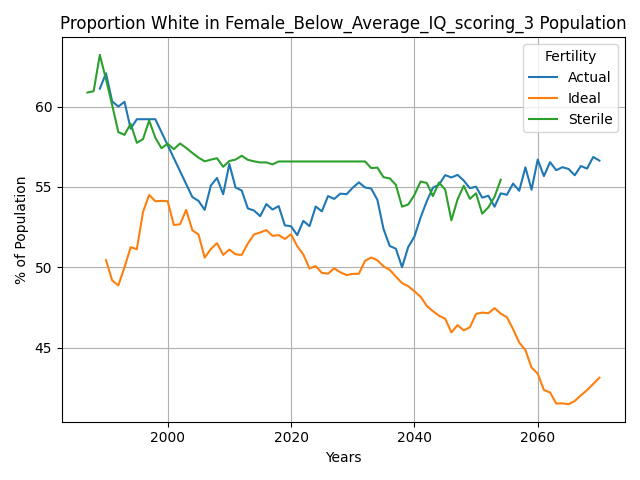 Proportion White in Female_Below_Average_IQ_scoring_3 Population
Fertility
Actual
Ideal
Sterile
% of Population
60
55
50
45
2000
2020
2040
2060
Years